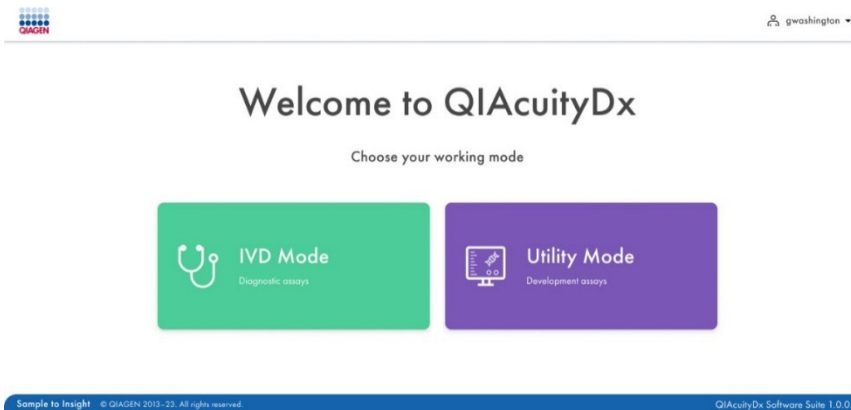 QIAGEN
gwashington
Welcome to QIAcuityDx
Choose your working mode
IVD Mode
Diagnostic assays
Utility Mode
Development assays
Sample to Insight © QIAGEN 2013–23. All rights reserved.
QIAcuityDx Software Suite 1.0.0